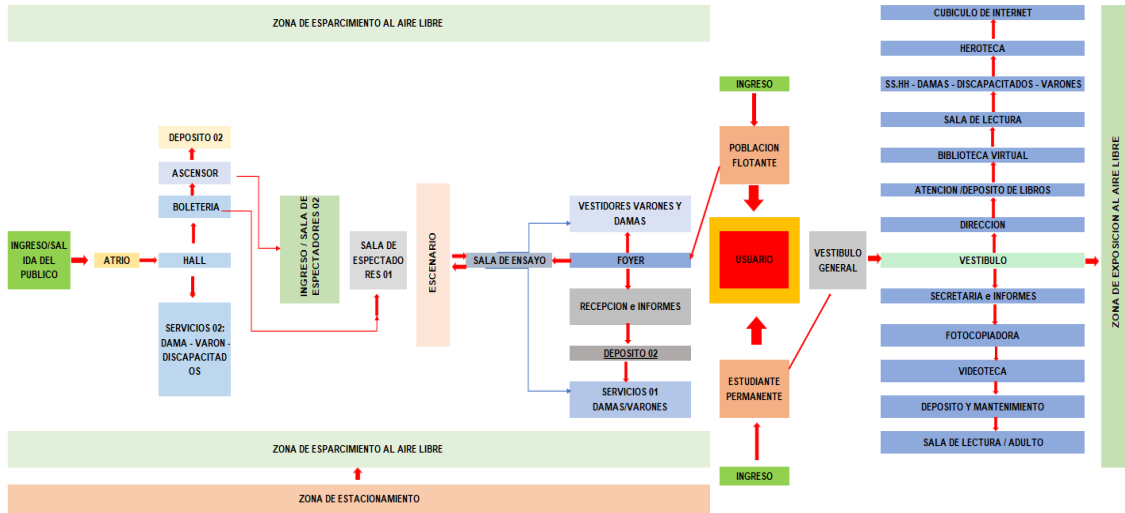 ZONA DE ESPARCIMIENTO AL AIRE LIBRE
INGRESO/SAL
IDA DEL
PUBLICO
ATRIO
DEPOSITO 02
ASCENSOR
BOLETERIA
HALL
SERVICIOS 02:
DAMA - VARON -
DISCAPACITAD
OS
INGRESO / SALA DE
ESPECTADORES 02
SALA DE
ESPECTADO
RES 01
ESCENARIO
SALA DE ENSAYO
VESTIDORES VARONES Y
DAMAS
FOYER
RECEPCION e INFORMES
DEPOSITO 02
SERVICIOS 01
DAMAS/VARONES
INGRESO
POBLACION
FLOTANTE
USUARIO
ESTUDIANTE
PERMANENTE
INGRESO
VESTIBULO
GENERAL
CUBICULO DE INTERNET
HEROTECA
SS.HH - DAMAS - DISCAPACITADOS - VARONES
SALA DE LECTURA
BIBLIOTECA VIRTUAL
ATENCION /DEPOSITO DE LIBROS
DIRECCION
VESTIBULO
SECRETARIA e INFORMES
FOTOCOPIADORA
VIDEOTECA
DEPOSITO Y MANTENIMIENTO
SALA DE LECTURA / ADULTO
ZONA DE EXPOSICION AL AIRE LIBRE
ZONA DE ESPARCIMIENTO AL AIRE LIBRE
ZONA DE ESTACIONAMIENTO